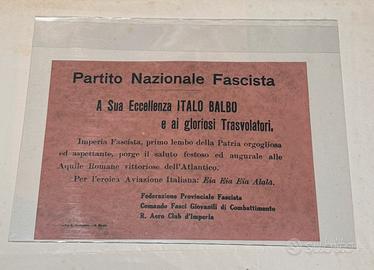 Partito Nazionale Fascista
A Sua Eccellenza ITALO BALBO
e ai gloriosi Trasvolatori.
Imperia Fascista, primo lembo della Patria orgogliosa
ed aspettante, porge il saluto festoso ed augurale alle
Aquile Romane vittoriose dell'Atlantico.
Per l'eroica Aviazione Italiana: Eia Eia Eia Alalà.
Federazione Provinciale Fascista
Comando Fasci Giovanili di Combattimento
R. Aero Club d'Imperia
subito